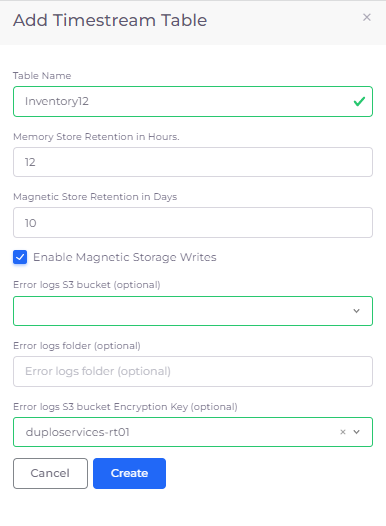 Add Timestream Table
Table Name
Inventory12
Memory Store Retention in Hours.
12
Magnetic Store Retention in Days
10
Enable Magnetic Storage Writes
Error logs S3 bucket (optional)
Error logs folder (optional)
Error logs folder (optional)
Error logs S3 bucket Encryption Key (optional)
duploservices-rt01
Cancel
Create